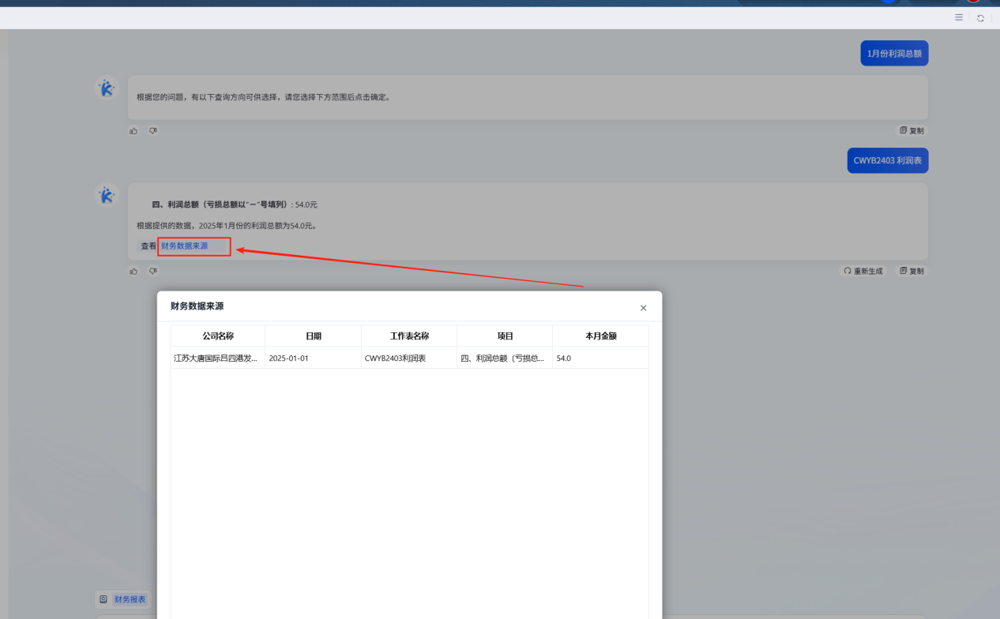 1月份利润总额
根据您的问题，有以下查询方向可供选择，请您选择下方范围后点击确定。
复制
CWYB2403 利润表
四、利润总额（亏损总额以"－"号填列）: 54.0元
根据提供的数据，2025年1月份的利润总额为54.0元。
查看 财务数据来源
重新生成 复制
财务数据来源
公司名称 日期 工作表名称 项目 本月金额
江苏大唐国际吕四港发... 2025-01-01 CWYB2403利润表 四、利润总额（亏损总... 54.0
财务报表